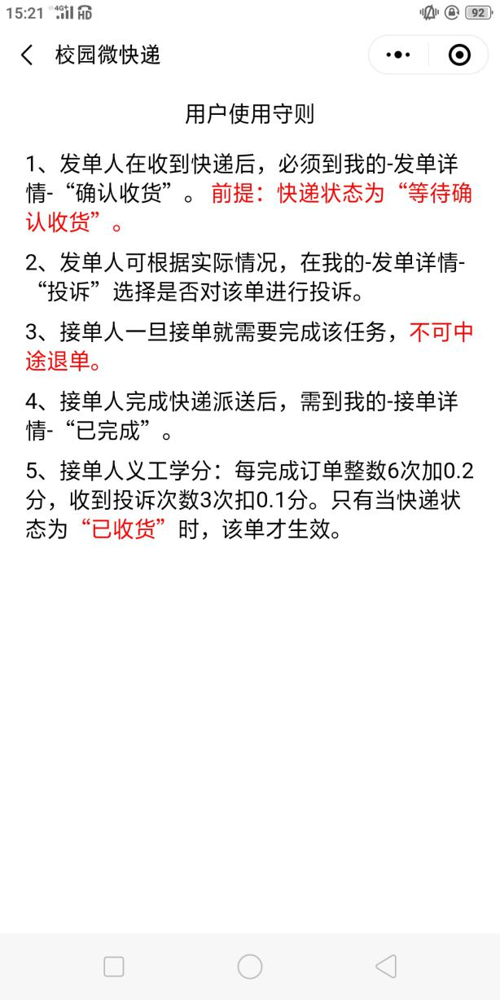 15:21 4G+ HD 92
校园微快递
用户使用守则
1、发单人在收到快递后，必须到我的-发单详
情-“确认收货”。 前提：快递状态为“等待确
认收货”。
2、发单人可根据实际情况，在我的-发单详情-
“投诉”选择是否对该单进行投诉。
3、接单人一旦接单就需要完成该任务，不可中
途退单。
4、接单人完成快递派送后，需到我的-接单详
情-“已完成”。
5、接单人义工学分：每完成订单整数6次加0.2
分，收到投诉次数3次扣0.1分。只有当快递状
态为“已收货”时，该单才生效。